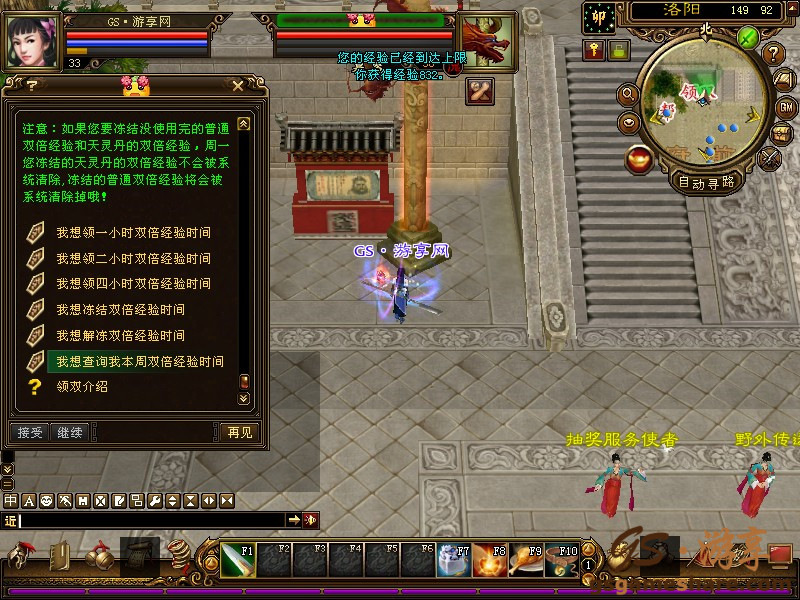 GS·游享网
33
您的经验已经到达上限
你获得经验832。
卯
洛阳 149 92
北
GM
自动寻路
?
注意：如果您要冻结没使用完的普通
双倍经验和天灵丹的双倍经验，周一
您冻结的天灵丹的双倍经验不会被系
统清除,冻结的普通双倍经验将会被
系统清除掉哦!
我想领一小时双倍经验时间
我想领二小时双倍经验时间
我想领四小时双倍经验时间
我想冻结双倍经验时间
我想解冻双倍经验时间
我想查询我本周双倍经验时间
? 领双介绍
接受 继续 再见
GS·游享网
抽奖服务使者
野外传送
中 A
近
F1 F2 F3 F4 F5 F6 F7 F8 F9 F10 1
GS·游享